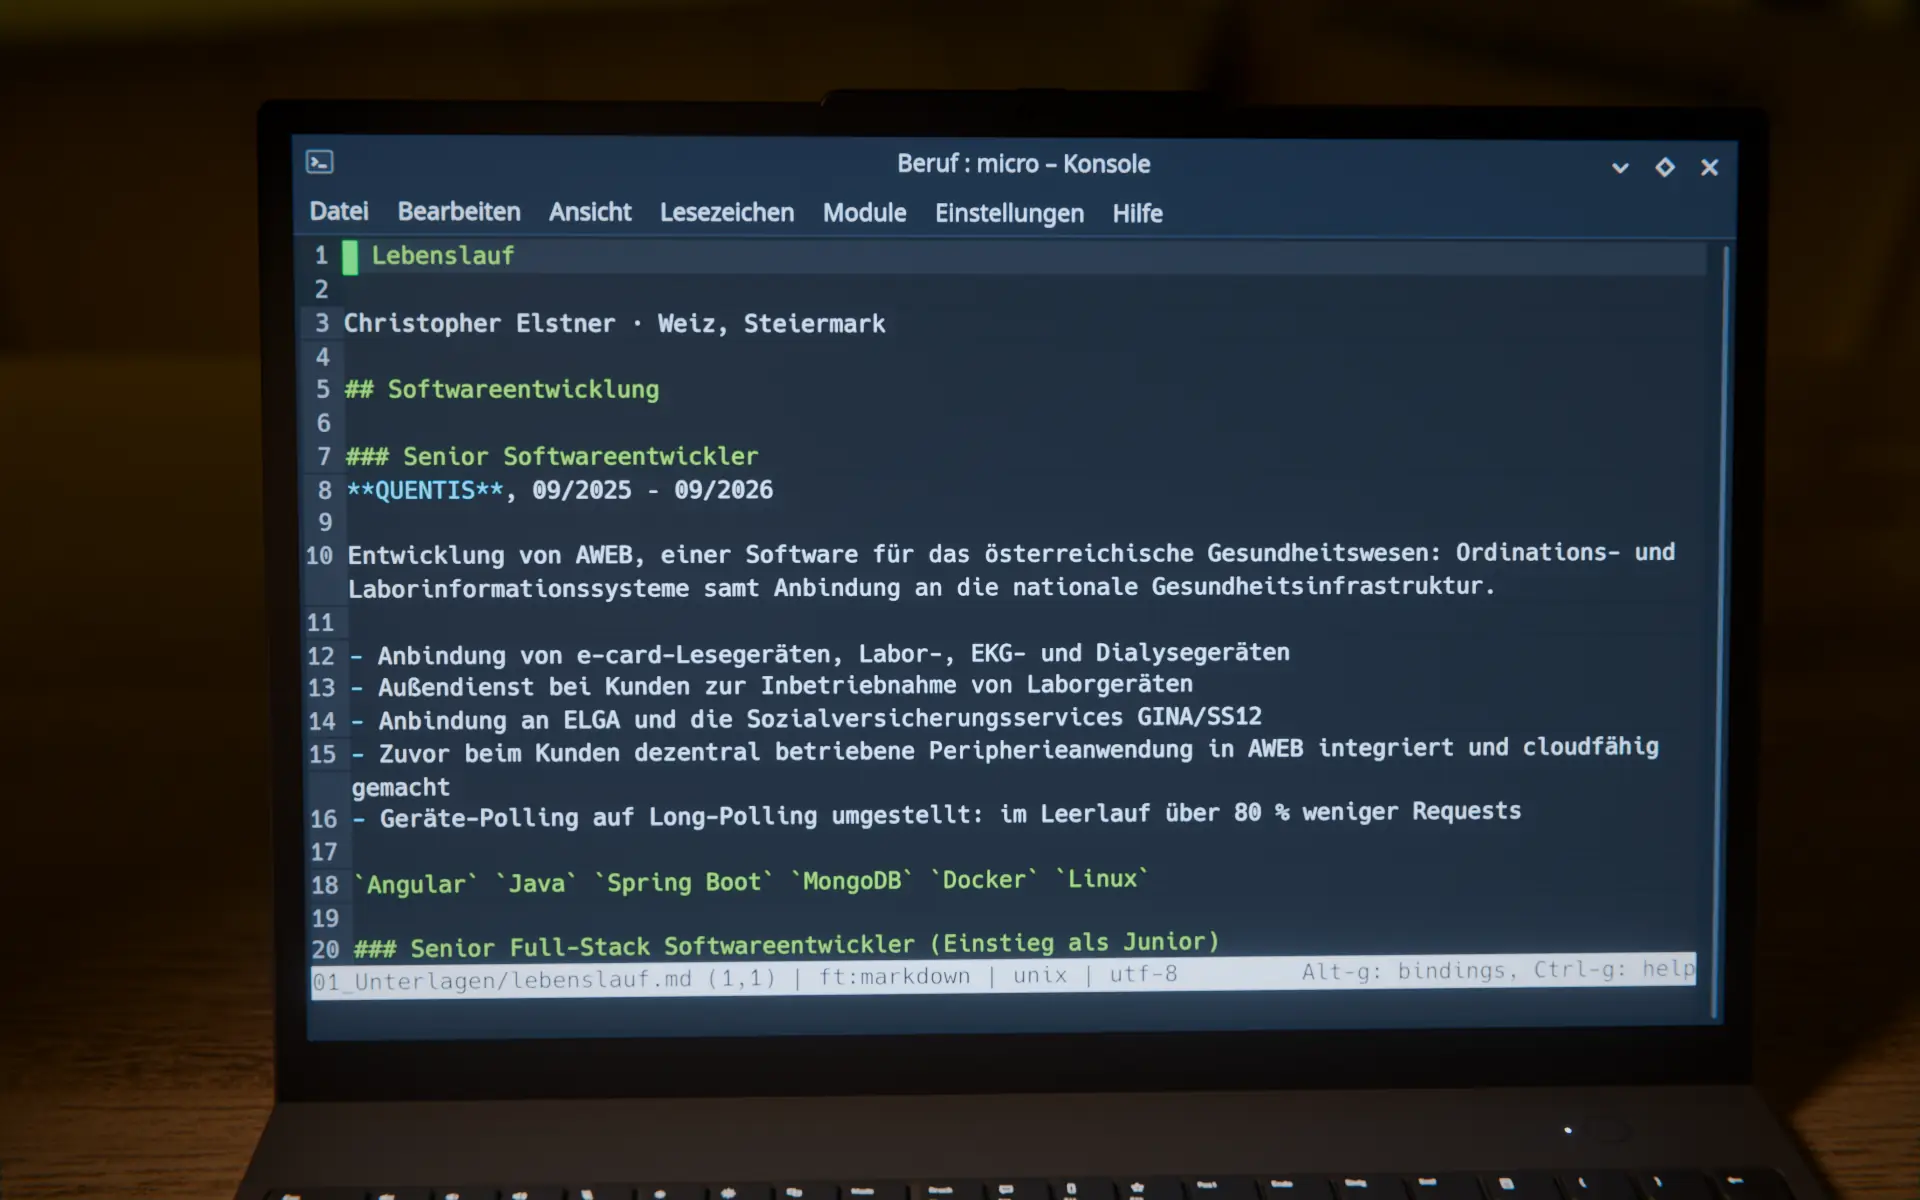 Beruf : micro – Konsole
Datei Bearbeiten Ansicht Lesezeichen Module Einstellungen Hilfe
1 Lebenslauf
2
3 Christopher Elstner · Weiz, Steiermark
4
5 ## Softwareentwicklung
6
7 ### Senior Softwareentwickler
8 **QUENTIS**, 09/2025 - 09/2026
9
10 Entwicklung von AWEB, einer Software für das österreichische Gesundheitswesen: Ordinations- und
Laborinformationssysteme samt Anbindung an die nationale Gesundheitsinfrastruktur.
11
12 - Anbindung von e-card-Lesegeräten, Labor-, EKG- und Dialysegeräten
13 - Außendienst bei Kunden zur Inbetriebnahme von Laborgeräten
14 - Anbindung an ELGA und die Sozialversicherungsservices GINA/SS12
15 - Zuvor beim Kunden dezentral betriebene Peripherieanwendung in AWEB integriert und cloudfähig
gemacht
16 - Geräte-Polling auf Long-Polling umgestellt: im Leerlauf über 80 % weniger Requests
17
18 `Angular` `Java` `Spring Boot` `MongoDB` `Docker` `Linux`
19
20 ### Senior Full-Stack Softwareentwickler (Einstieg als Junior)
01_Unterlagen/lebenslauf.md (1,1) | ft:markdown | unix | utf-8 Alt-g: bindings, Ctrl-g: help